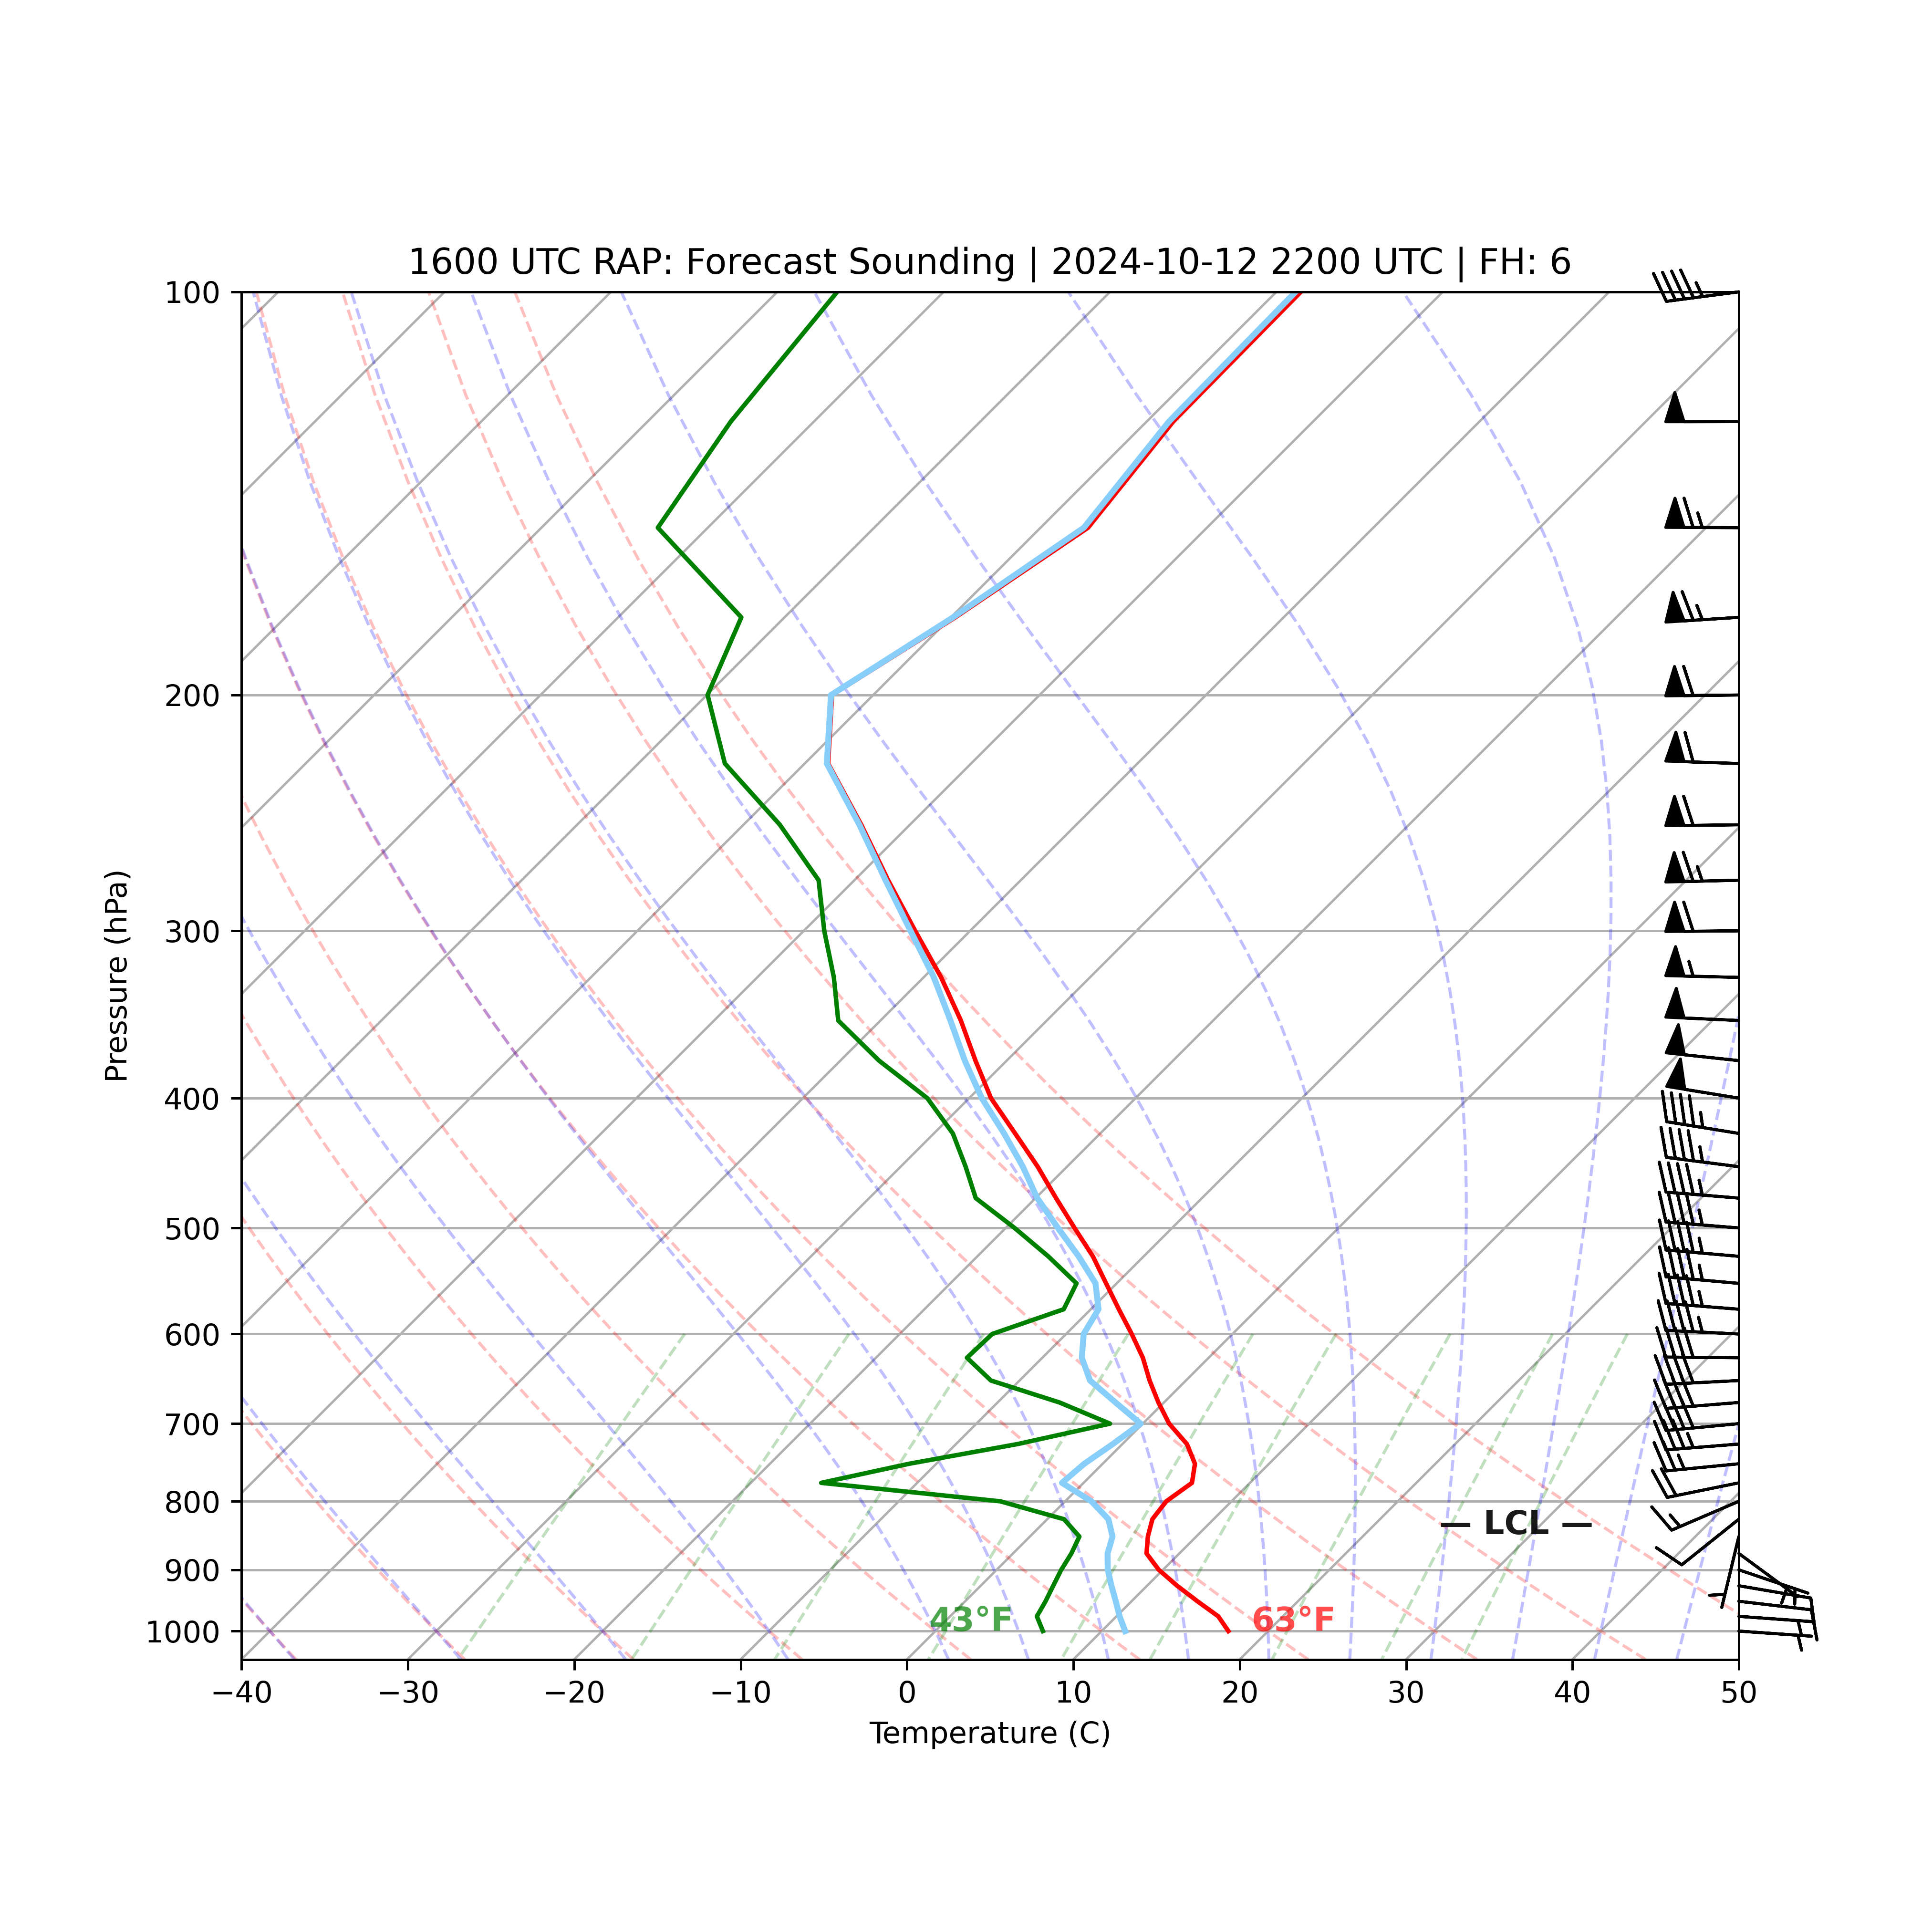 1600 UTC RAP: Forecast Sounding | 2024-10-12 2200 UTC | FH: 6
100
200
300
400
500
600
700
800
900
1000
Pressure (hPa)
— LCL —
43°F
63°F
−40 −30 −20 −10 0 10 20 30 40 50
Temperature (C)